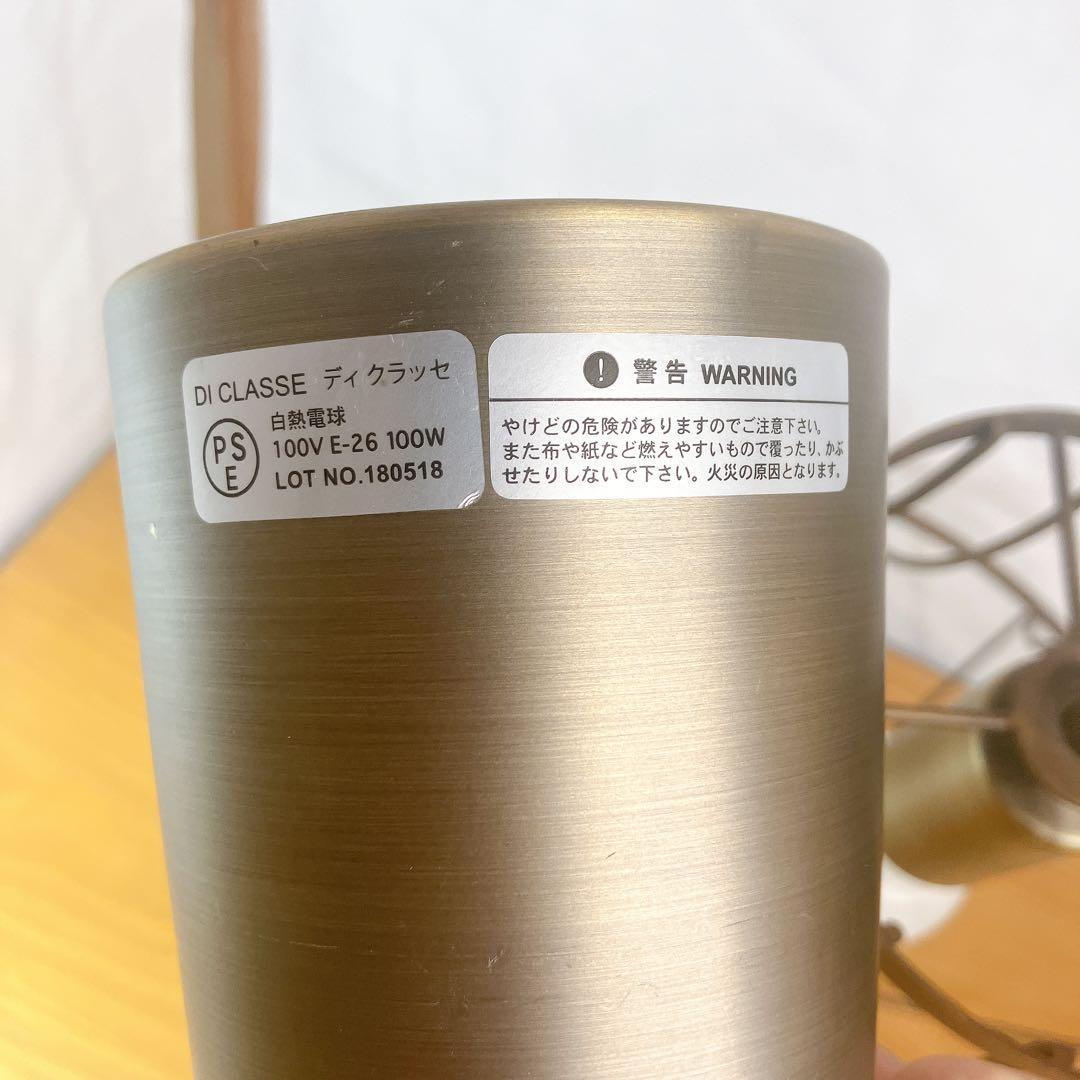 DI CLASSE ディクラッセ
PS
E
白熱電球
100V E-26 100W
LOT NO.180518
! 警告 WARNING
やけどの危険がありますのでご注意下さい。
また布や紙など燃えやすいもので覆ったり、かぶ
せたりしないで下さい。火災の原因となります。